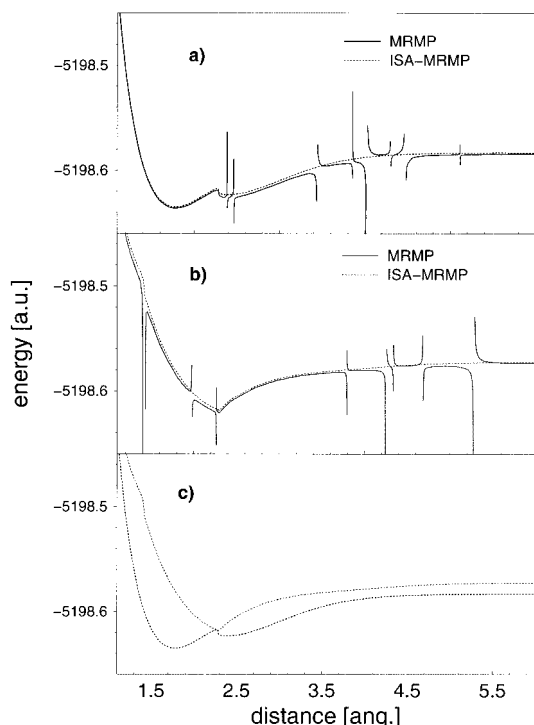 a)
MRMP
ISA-MRMP
−5198.5
−5198.6
b)
MRMP
ISA-MRMP
−5198.5
−5198.6
energy [a.u.]
c)
−5198.5
−5198.6
1.5 2.5 3.5 4.5 5.5
distance [ang.]